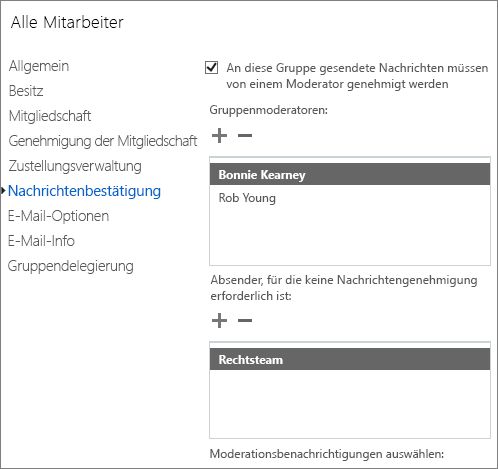 Alle Mitarbeiter
Allgemein
Besitz
Mitgliedschaft
Genehmigung der Mitgliedschaft
Zustellungsverwaltung
Nachrichtenbestätigung
E-Mail-Optionen
E-Mail-Info
Gruppendelegierung
An diese Gruppe gesendete Nachrichten müssen
von einem Moderator genehmigt werden
Gruppenmoderatoren:
Bonnie Kearney
Rob Young
Absender, für die keine Nachrichtengenehmigung
erforderlich ist:
Rechtsteam
Moderationsbenachrichtigungen auswählen: